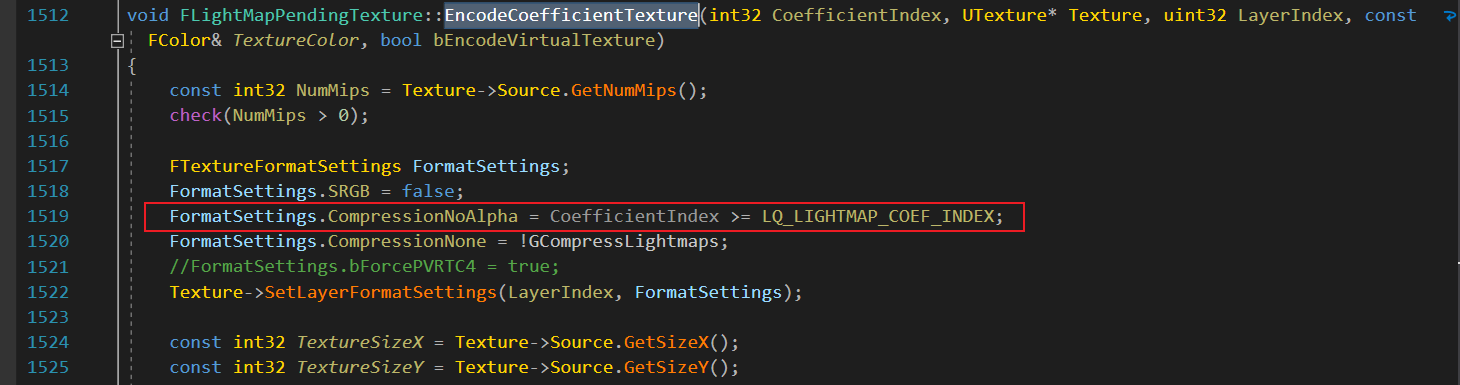 1512 void FLightMapPendingTexture::EncodeCoefficientTexture(int32 CoefficientIndex, UTexture* Texture, uint32 LayerIndex, const
FColor& TextureColor, bool bEncodeVirtualTexture)
1513 {
1514 const int32 NumMips = Texture->Source.GetNumMips();
1515 check(NumMips > 0);
1516
1517 FTextureFormatSettings FormatSettings;
1518 FormatSettings.SRGB = false;
1519 FormatSettings.CompressionNoAlpha = CoefficientIndex >= LQ_LIGHTMAP_COEF_INDEX;
1520 FormatSettings.CompressionNone = !GCompressLightmaps;
1521 //FormatSettings.bForcePVRTC4 = true;
1522 Texture->SetLayerFormatSettings(LayerIndex, FormatSettings);
1523
1524 const int32 TextureSizeX = Texture->Source.GetSizeX();
1525 const int32 TextureSizeY = Texture->Source.GetSizeY();